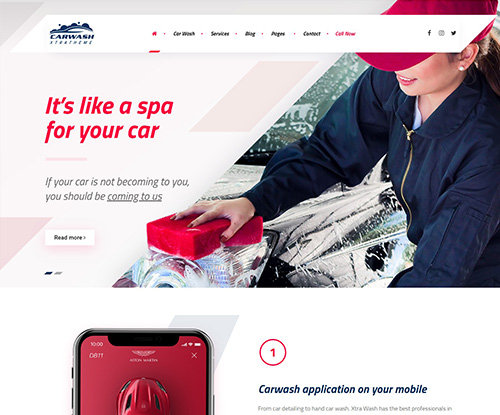 CARWASH
XTRATHEME
Car Wash
Services
Blog
Pages
Contact
Call Now
It's like a spa
for your car
If your car is not becoming to you,
you should be coming to us
Read more ›
10:00
DB11
ASTON MARTIN
1
Carwash application on your mobile
From car detailing to hand car wash. Xtra Wash has the best professionals in